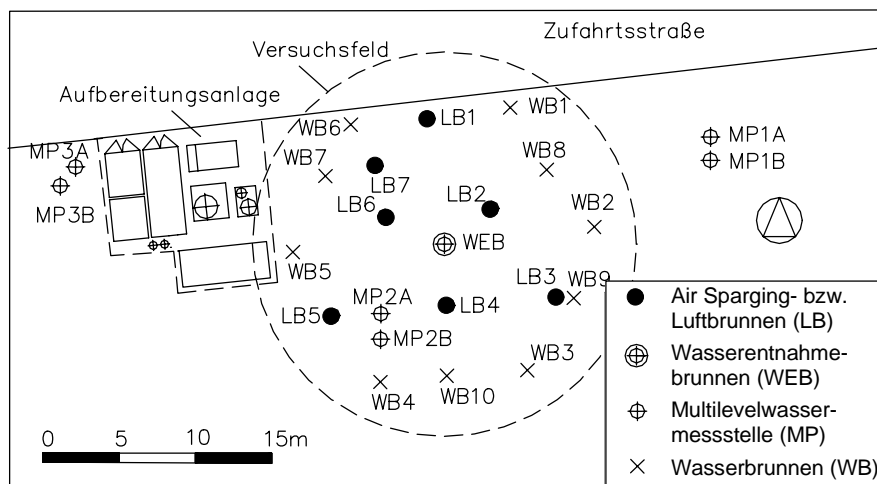 Zufahrtsstraße
Versuchsfeld
Aufbereitungsanlage
WB1
LB1
WB6
MP1A
MP3A
WB7
WB8
MP1B
LB7
MP3B
LB6
LB2
WB2
WEB
WB5
LB3
WB9
MP2A
LB4
LB5
MP2B
WB3
WB4
WB10
0 5 10 15m
Air Sparging- bzw.
Luftbrunnen (LB)
Wasserentnahme-
brunnen (WEB)
Multilevelwasser-
messstelle (MP)
Wasserbrunnen (WB)